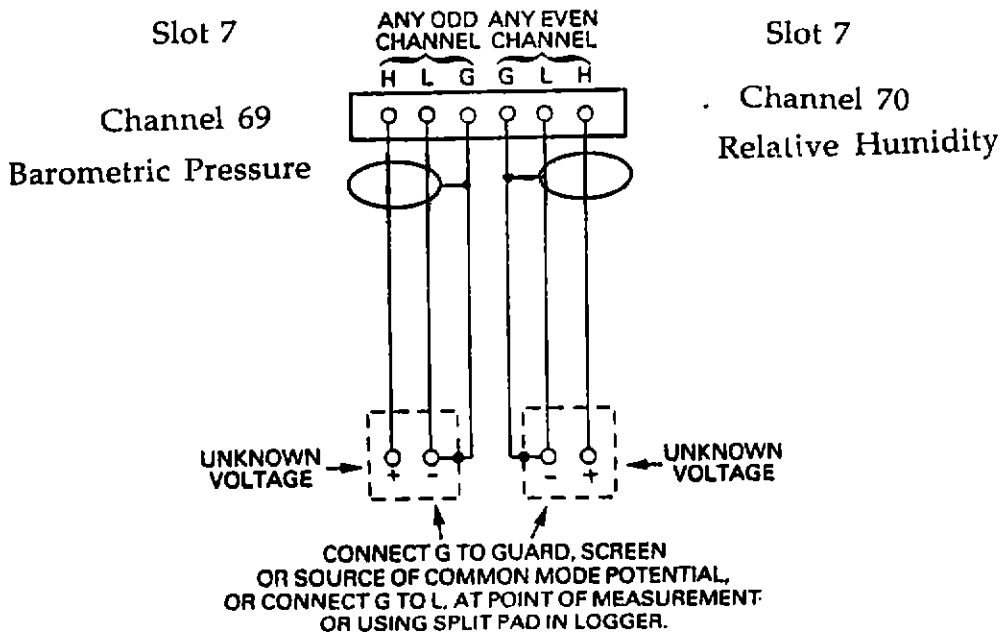 Slot 7
Channel 69
Barometric Pressure
ANY ODD
CHANNEL
H L G
ANY EVEN
CHANNEL
G L H
Slot 7
Channel 70
Relative Humidity
UNKNOWN
VOLTAGE
+ -
- +
UNKNOWN
VOLTAGE
CONNECT G TO GUARD, SCREEN
OR SOURCE OF COMMON MODE POTENTIAL,
OR CONNECT G TO L, AT POINT OF MEASUREMENT
OR USING SPLIT PAD IN LOGGER.